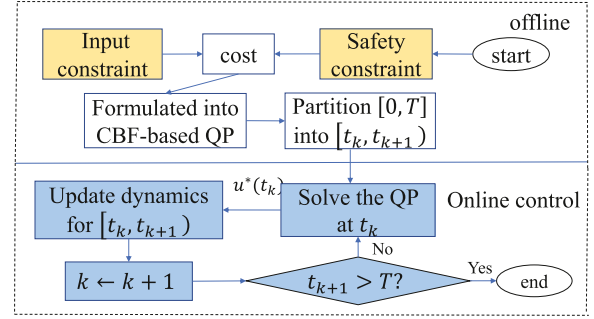 offline
Input
constraint
cost
Safety
constraint
start
Formulated into
CBF-based QP
Partition [0, T]
into [t_k, t_{k+1})
u*(t_k)
Online control
Update dynamics
for [t_k, t_{k+1})
Solve the QP
at t_k
No
k ← k + 1
t_{k+1} > T?
Yes
end